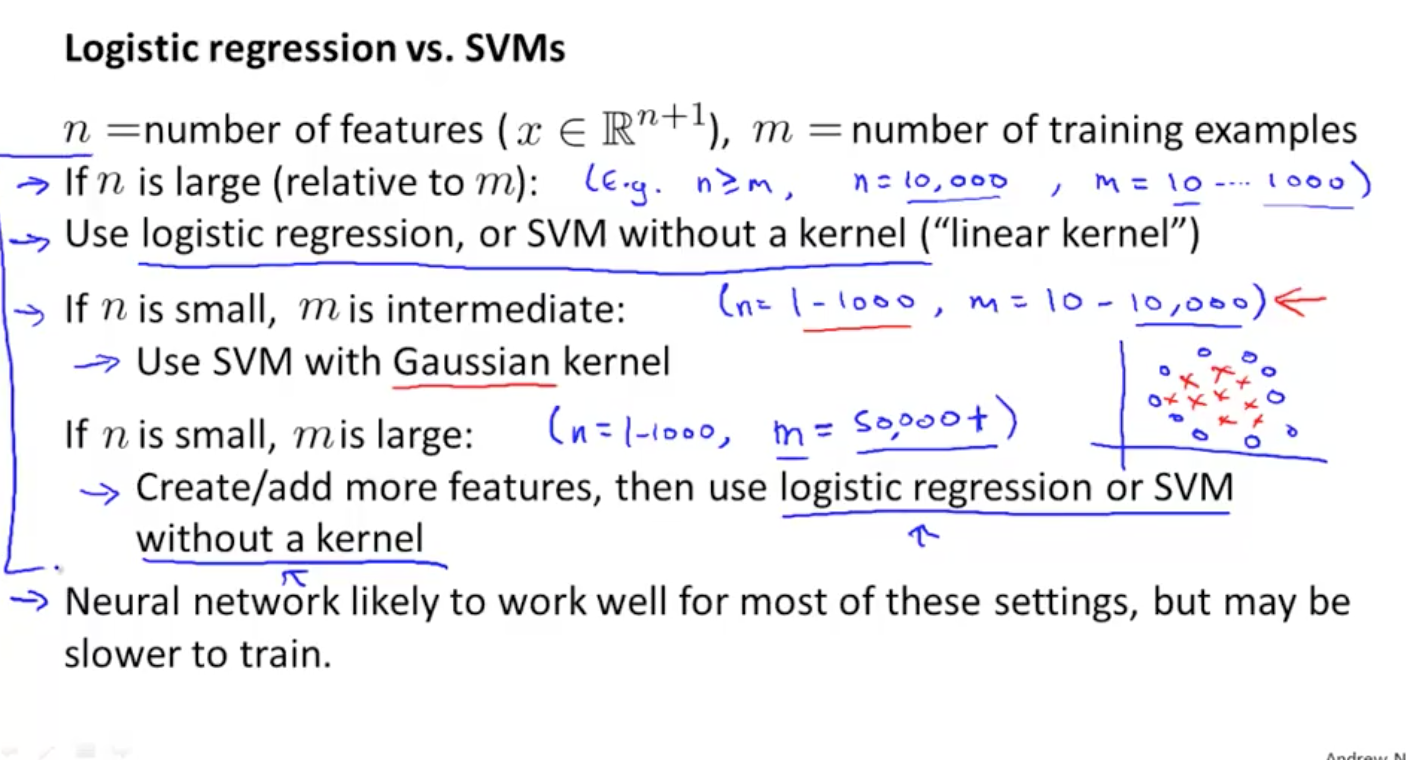 Logistic regression vs. SVMs
n =number of features ( x ∈ ℝⁿ⁺¹), m = number of training examples
→ If n is large (relative to m): (E.g. n ≥ m, n = 10,000 , m = 10 .... 1000)
→ Use logistic regression, or SVM without a kernel (“linear kernel”)
→ If n is small, m is intermediate: (n= 1 - 1000 , m = 10 - 10,000) ←
→ Use SVM with Gaussian kernel
If n is small, m is large: (n = 1-1000, m = 50,000+)
→ Create/add more features, then use logistic regression or SVM
without a kernel
→ Neural network likely to work well for most of these settings, but may be
slower to train.
Andrew N